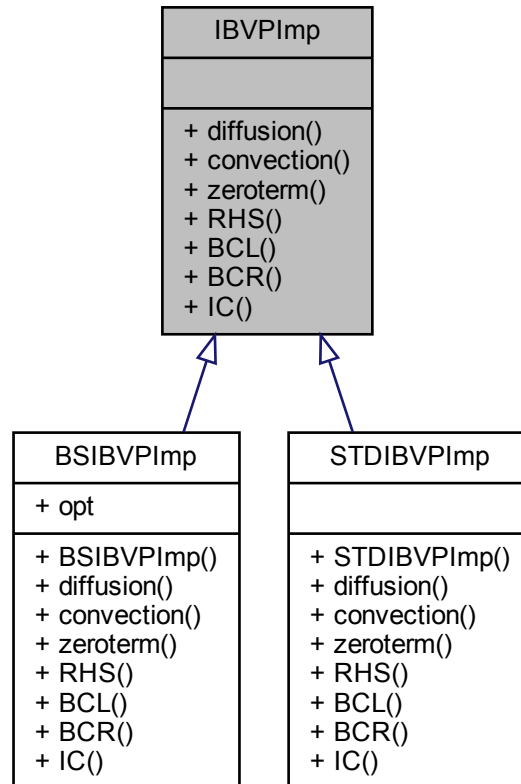 IBVPImp
+ diffusion()
+ convection()
+ zeroterm()
+ RHS()
+ BCL()
+ BCR()
+ IC()
BSIBVPImp
+ opt
+ BSIBVPImp()
+ diffusion()
+ convection()
+ zeroterm()
+ RHS()
+ BCL()
+ BCR()
+ IC()
STDIBVPImp
+ STDIBVPImp()
+ diffusion()
+ convection()
+ zeroterm()
+ RHS()
+ BCL()
+ BCR()
+ IC()